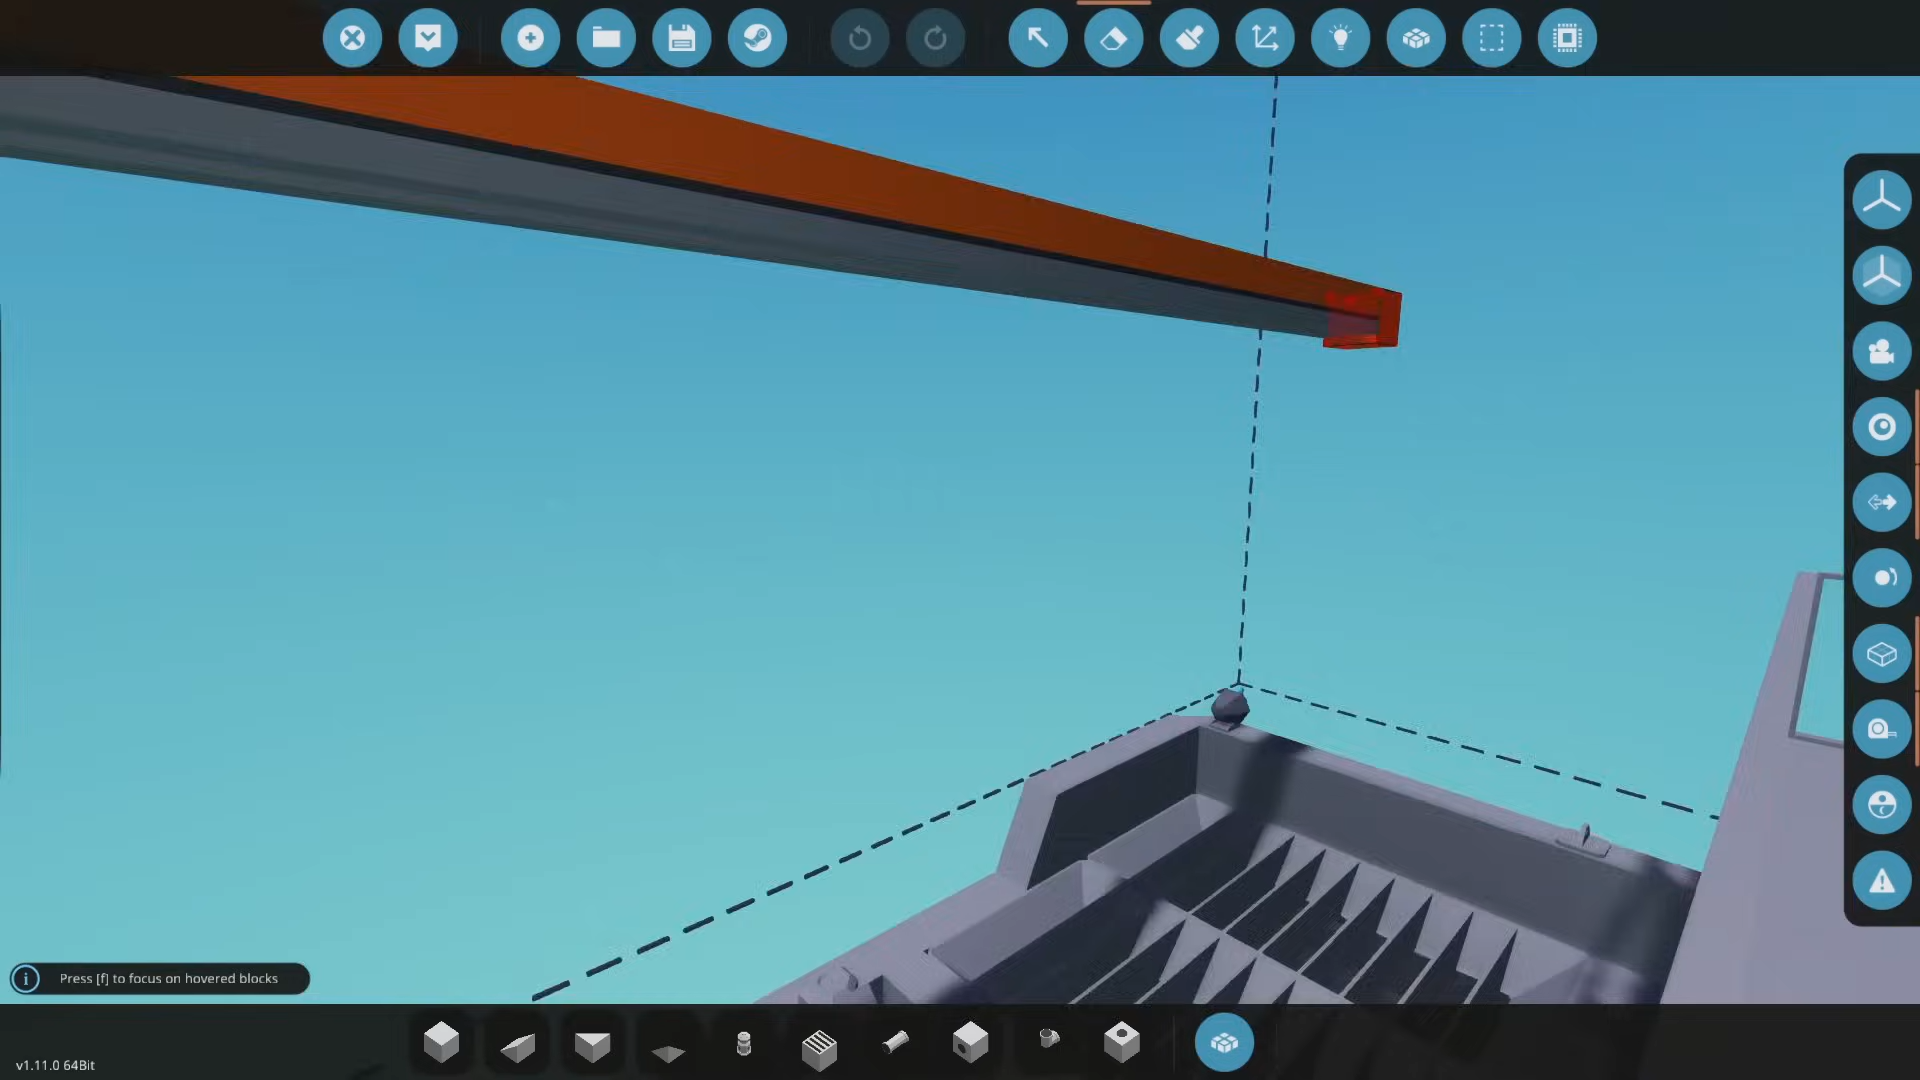 Press [f] to focus on hovered blocks
v1.11.0 64Bit